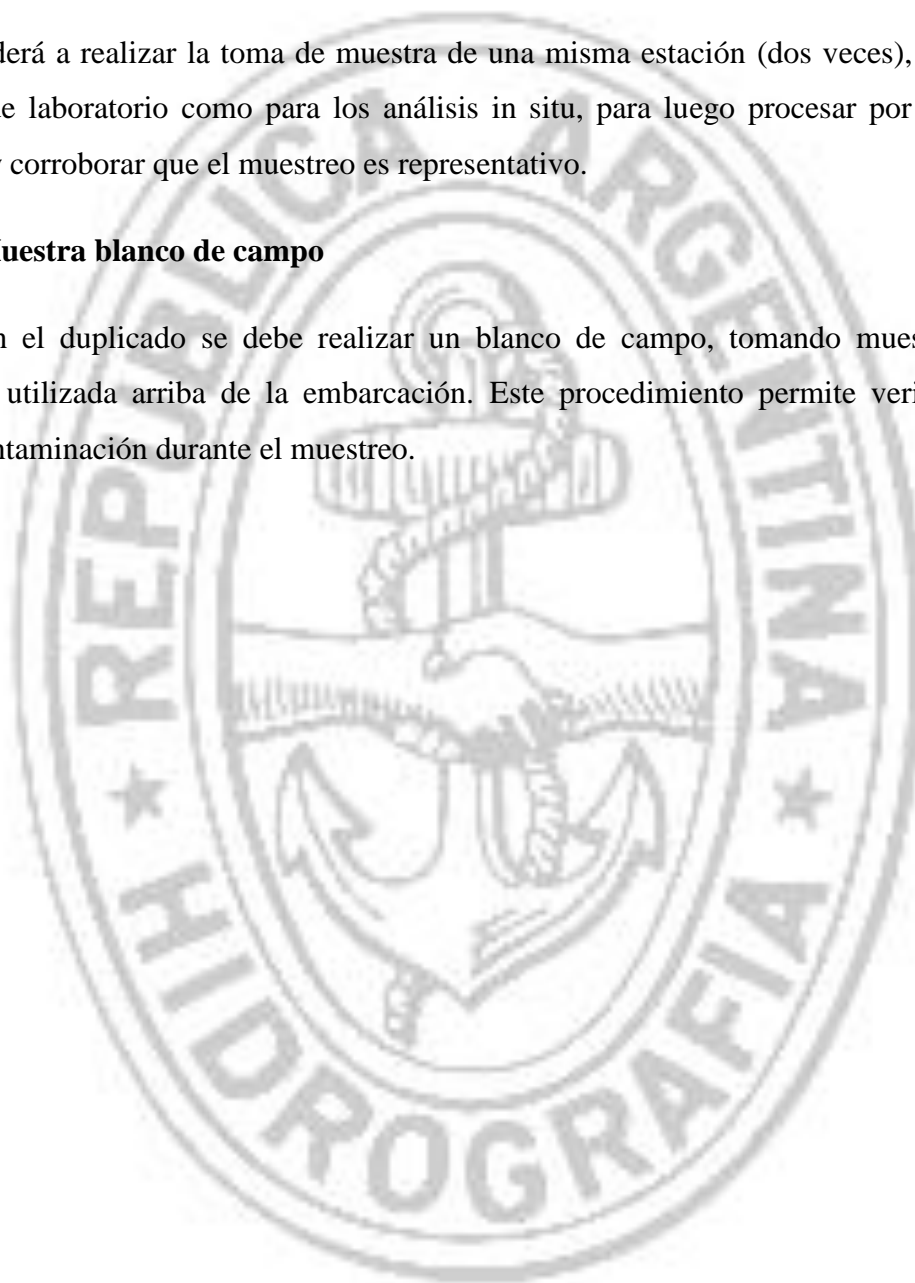 derá a realizar la toma de muestra de una misma estación (dos veces),
e laboratorio como para los análisis in situ, para luego procesar por
y corroborar que el muestreo es representativo.
Muestra blanco de campo
n el duplicado se debe realizar un blanco de campo, tomando mues
utilizada arriba de la embarcación. Este procedimiento permite veri
ntaminación durante el muestreo.
REPUBLICA ARGENTINA
★ HIDROGRAFIA ★